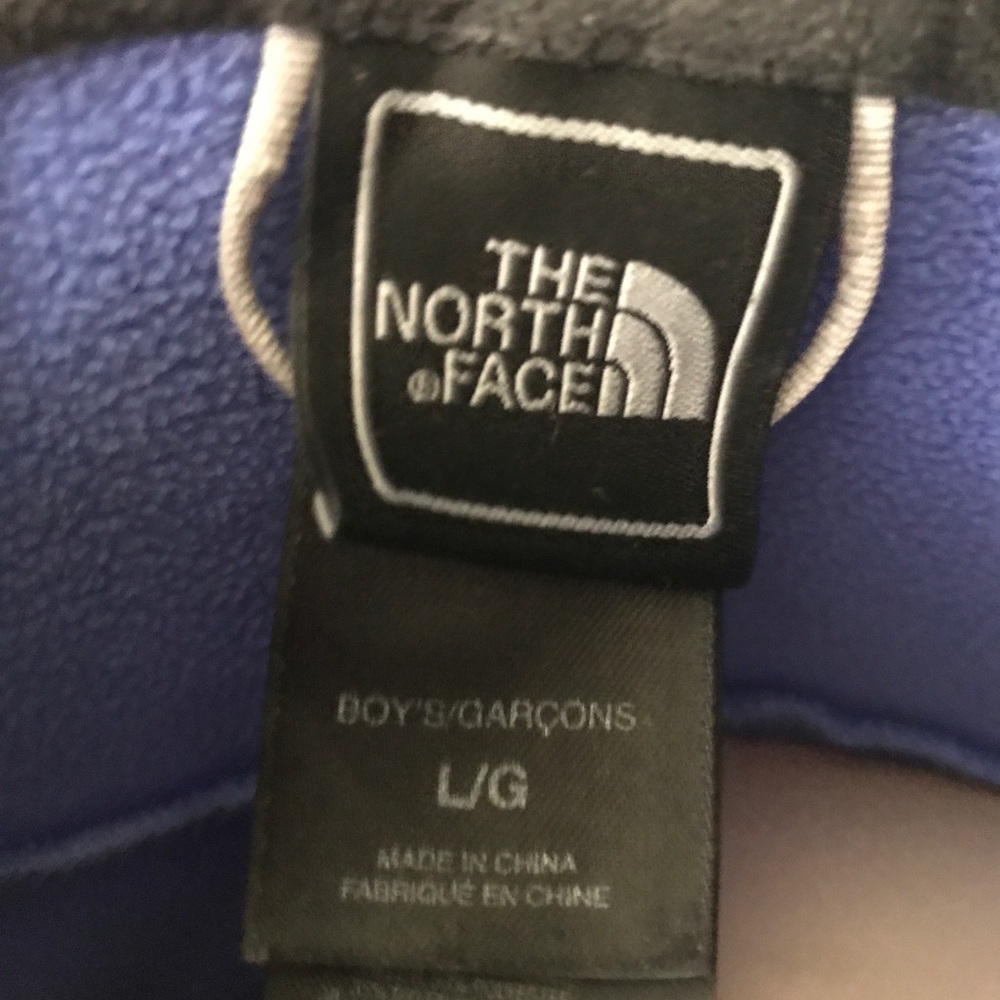 THE
NORTH
®FACE
BOY'S/GARÇONS
L/G
MADE IN CHINA
FABRIQUÉ EN CHINE